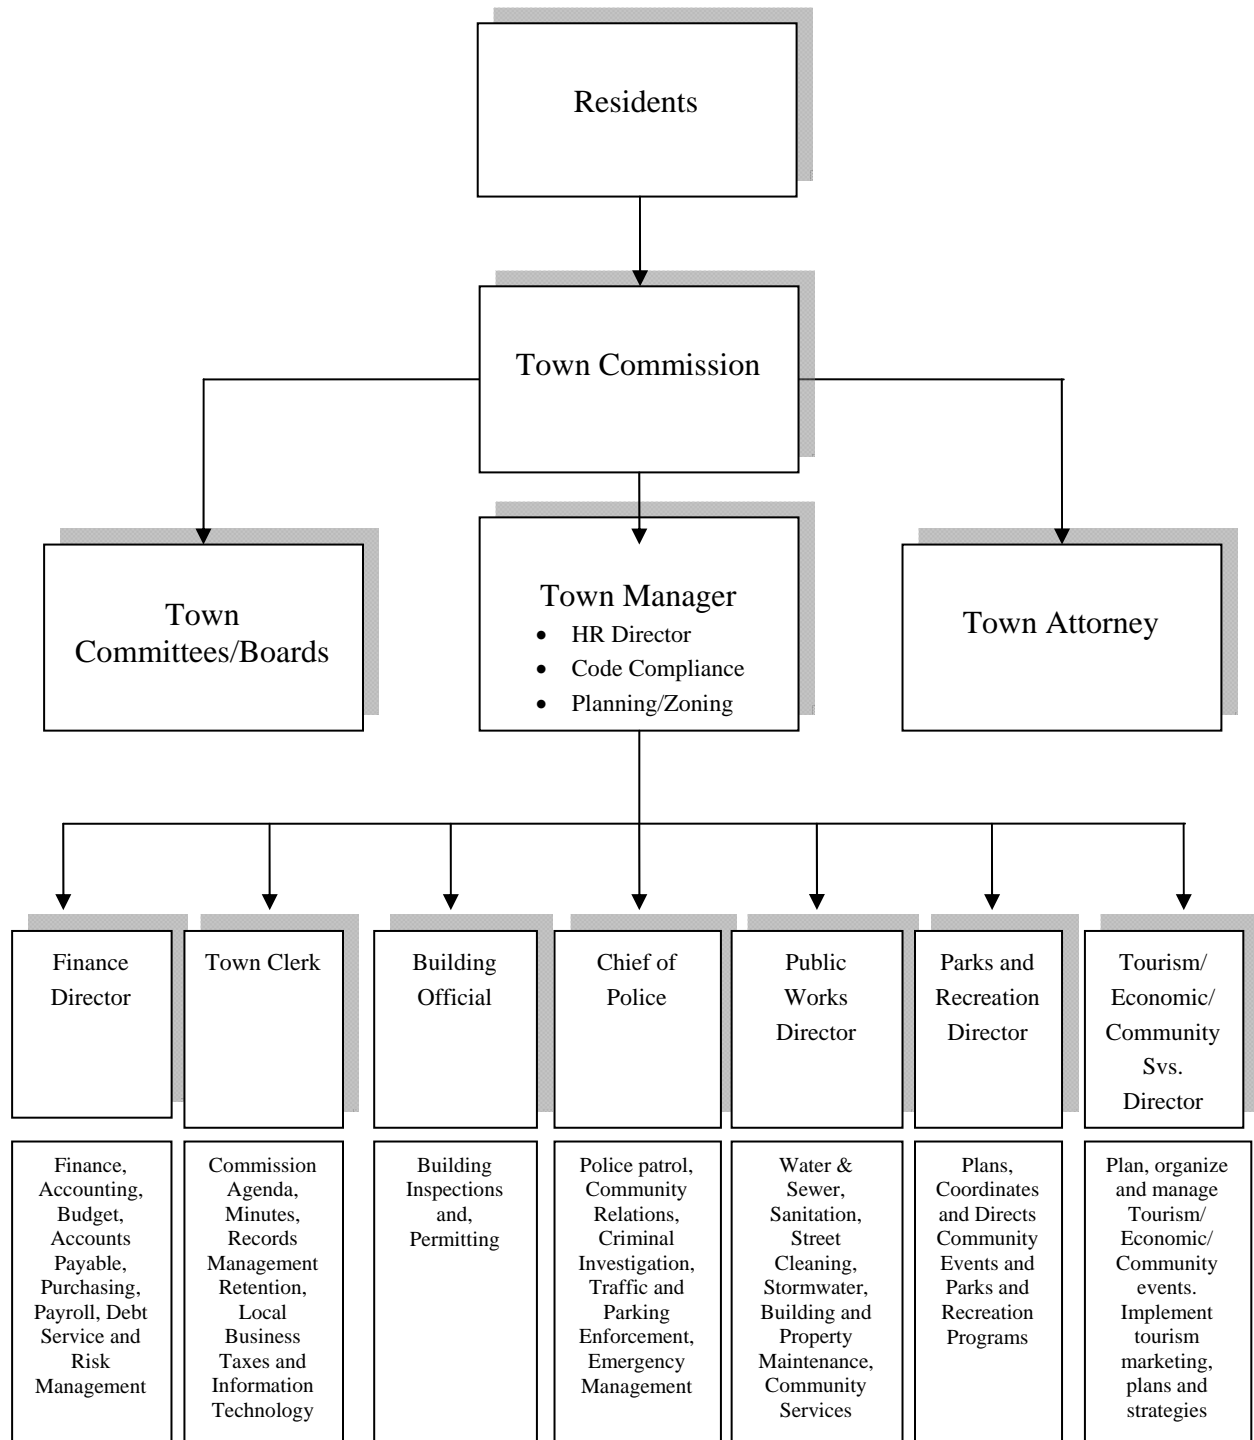 Residents
Town Commission
Town
Committees/Boards
Town Manager
• HR Director
• Code Compliance
• Planning/Zoning
Town Attorney
Finance
Director
Town Clerk
Building
Official
Chief of
Police
Public
Works
Director
Parks and
Recreation
Director
Tourism/
Economic/
Community
Svs.
Director
Finance,
Accounting,
Budget,
Accounts
Payable,
Purchasing,
Payroll, Debt
Service and
Risk
Management
Commission
Agenda,
Minutes,
Records
Management
Retention,
Local
Business
Taxes and
Information
Technology
Building
Inspections
and,
Permitting
Police patrol,
Community
Relations,
Criminal
Investigation,
Traffic and
Parking
Enforcement,
Emergency
Management
Water &
Sewer,
Sanitation,
Street
Cleaning,
Stormwater,
Building and
Property
Maintenance,
Community
Services
Plans,
Coordinates
and Directs
Community
Events and
Parks and
Recreation
Programs
Plan, organize
and manage
Tourism/
Economic/
Community
events.
Implement
tourism
marketing,
plans and
strategies